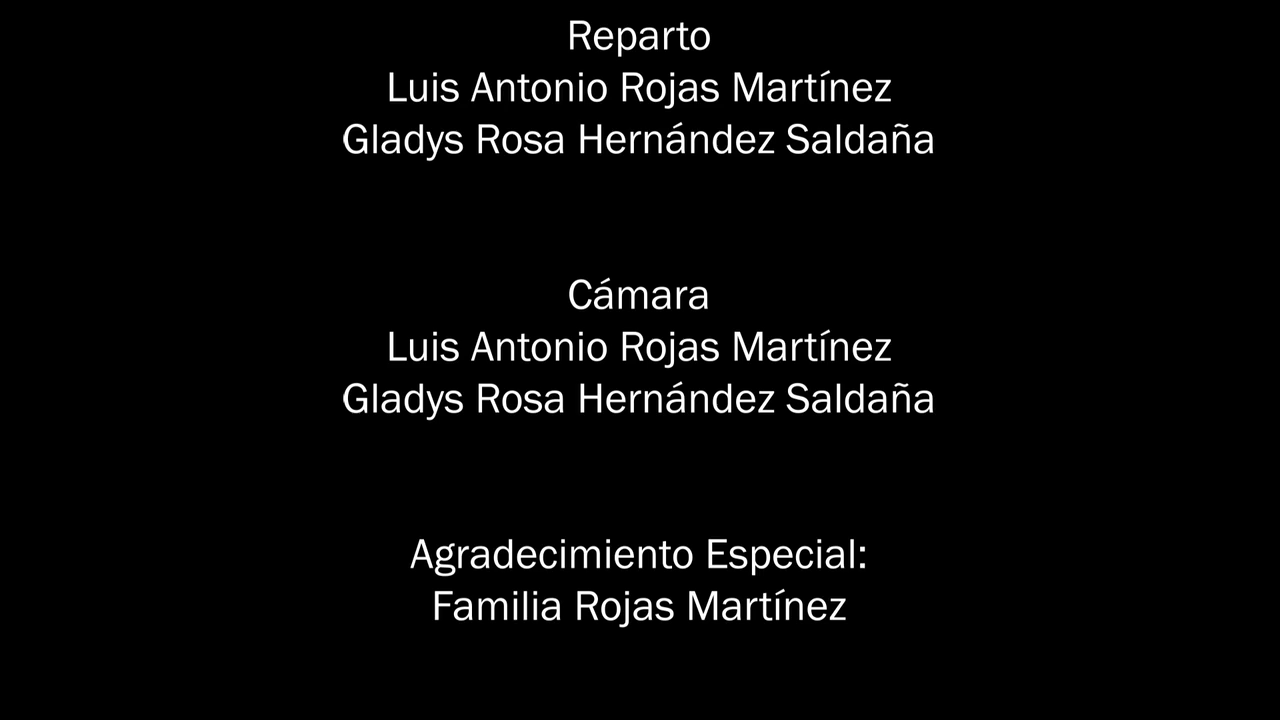 Reparto
Luis Antonio Rojas Martínez
Gladys Rosa Hernández Saldaña
Cámara
Luis Antonio Rojas Martínez
Gladys Rosa Hernández Saldaña
Agradecimiento Especial:
Familia Rojas Martínez